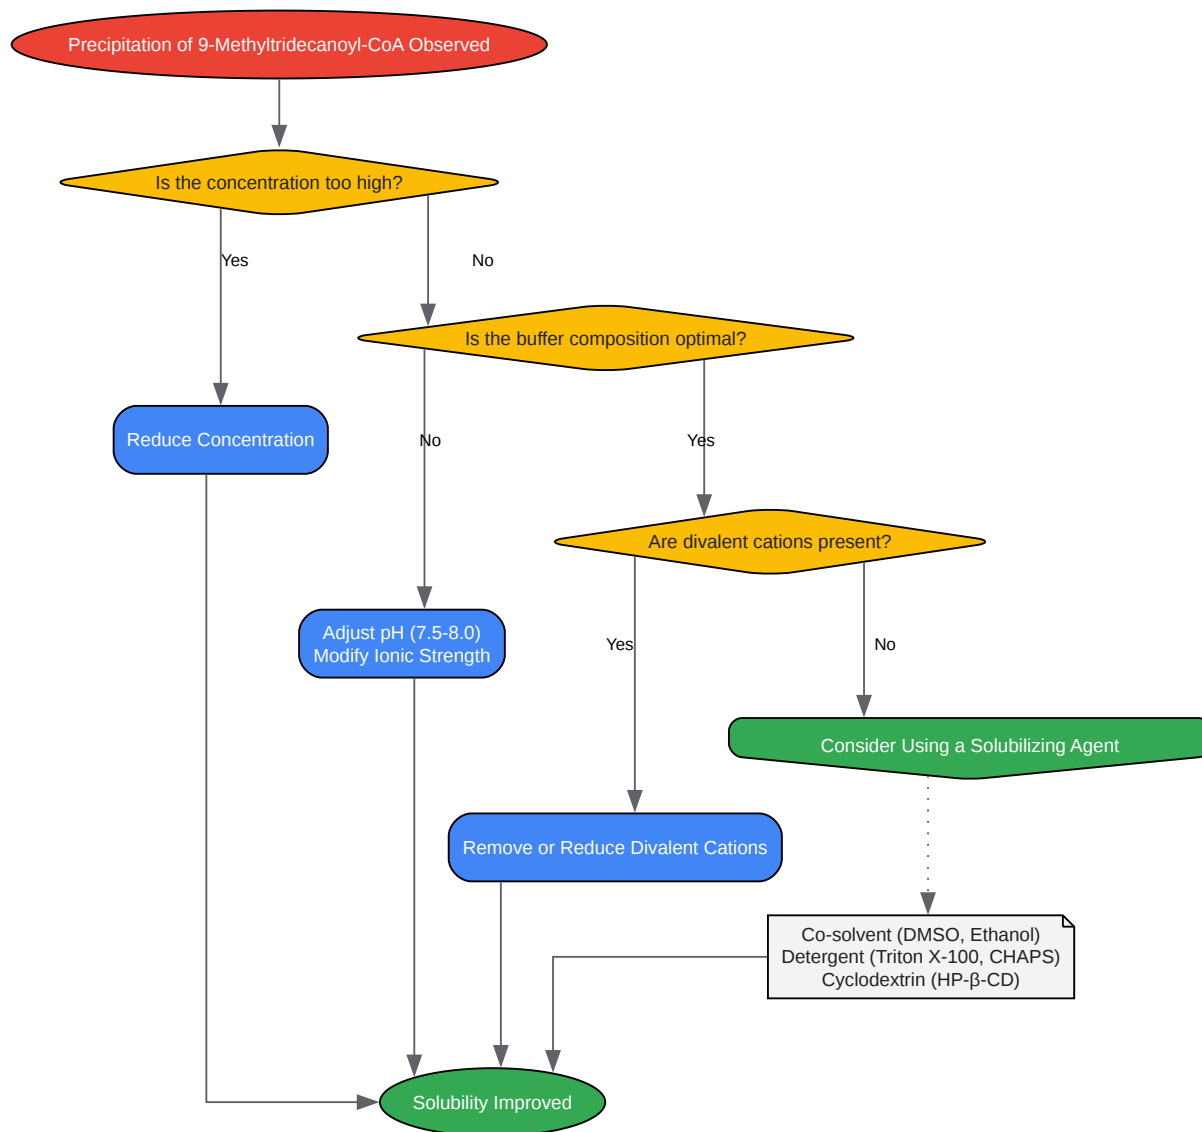 Precipitation of 9-Methyltridecanoyl-CoA Observed
Is the concentration too high?
Yes
No
Is the buffer composition optimal?
Reduce Concentration
No
Yes
Are divalent cations present?
Adjust pH (7.5-8.0)
Modify Ionic Strength
Yes
No
Consider Using a Solubilizing Agent
Remove or Reduce Divalent Cations
Co-solvent (DMSO, Ethanol)
Detergent (Triton X-100, CHAPS)
Cyclodextrin (HP-β-CD)
Solubility Improved